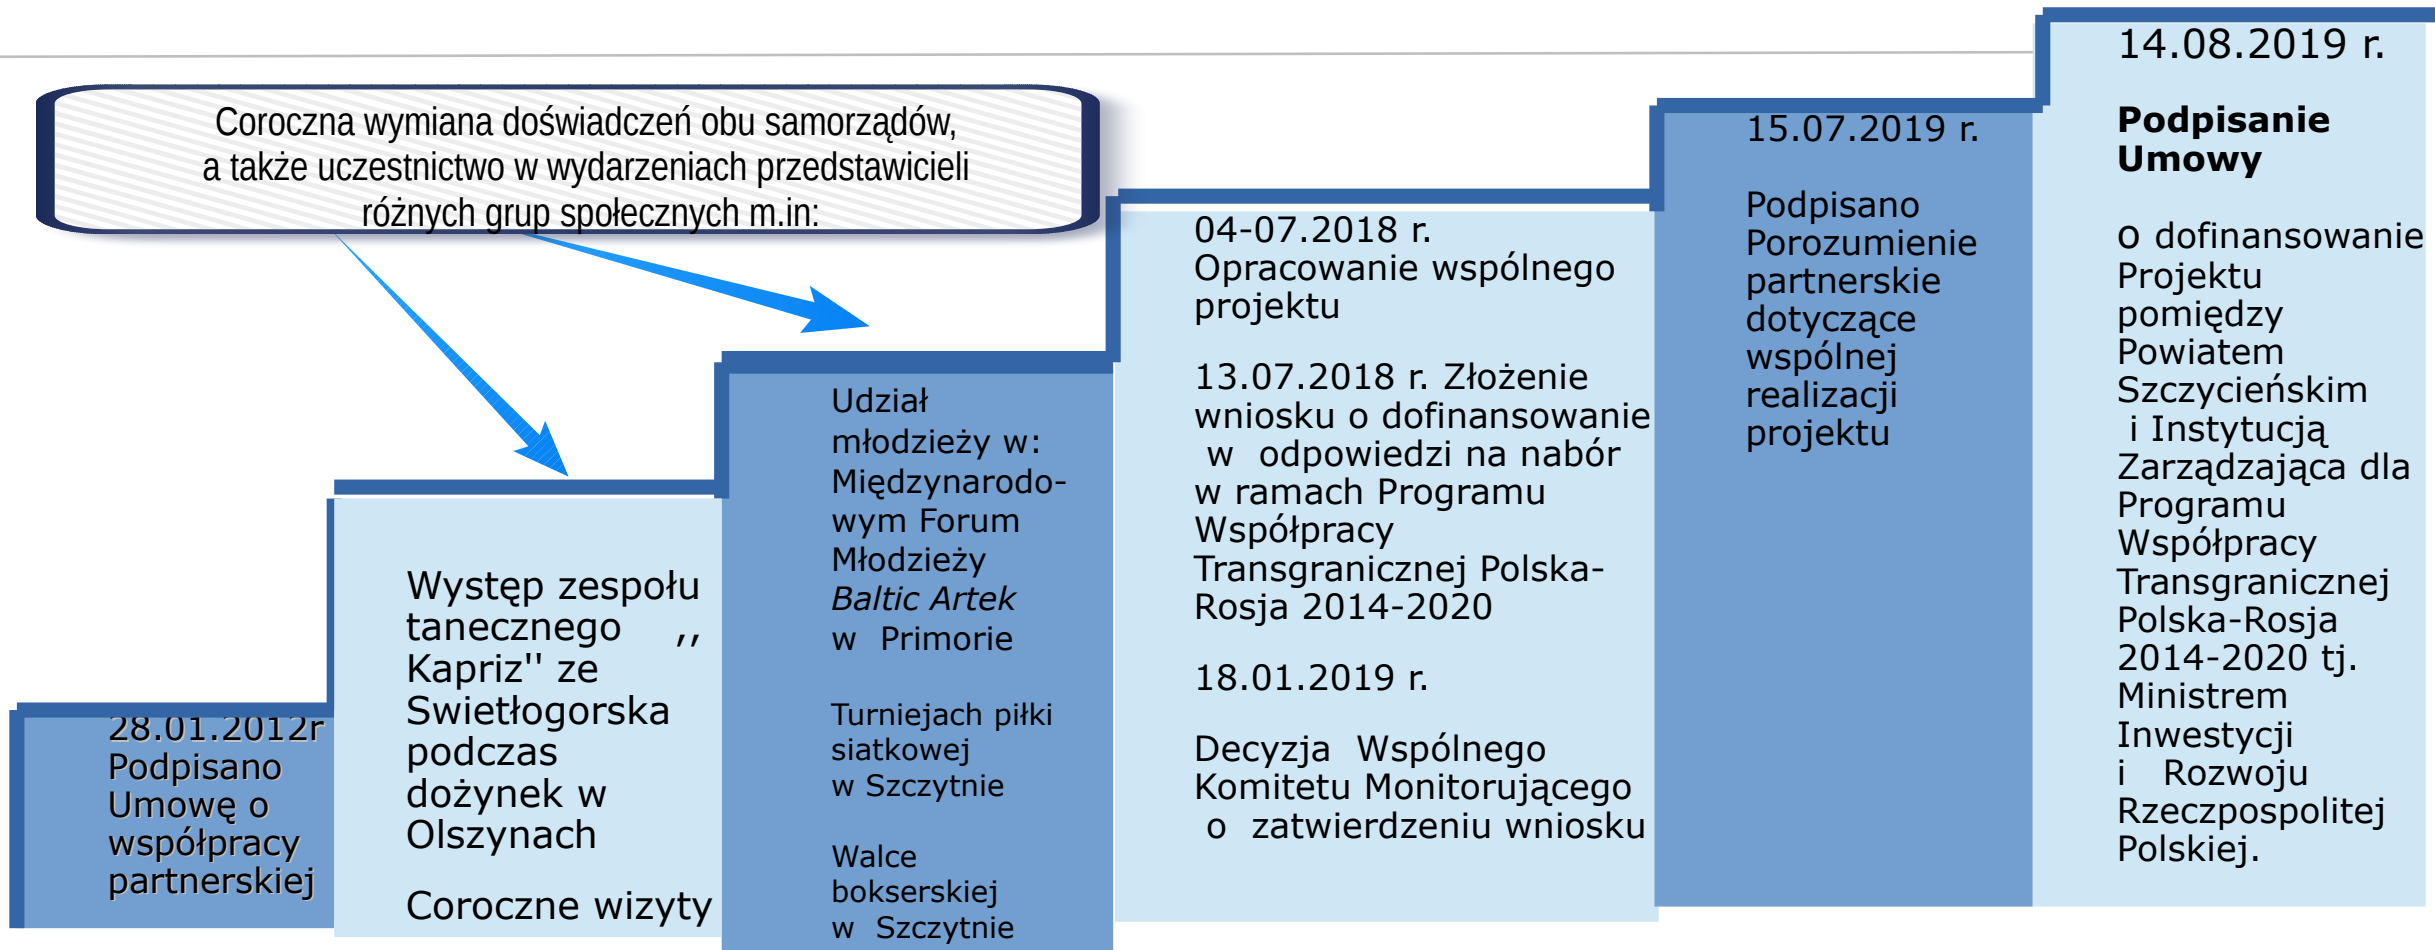 Coroczna wymiana doświadczeń obu samorządów,
a także uczestnictwo w wydarzeniach przedstawicieli
różnych grup społecznych m.in:
28.01.2012r
Podpisano
Umowę o
współpracy
partnerskiej
Występ zespołu
tanecznego ,,
Kapriz'' ze
Swietłogorska
podczas
dożynek w
Olszynach
Coroczne wizyty
Udział
młodzieży w:
Międzynarodo-
wym Forum
Młodzieży
Baltic Artek
w Primorie
Turniejach piłki
siatkowej
w Szczytnie
Walce
bokserskiej
w Szczytnie
04-07.2018 r.
Opracowanie wspólnego
projektu
13.07.2018 r. Złożenie
wniosku o dofinansowanie
w odpowiedzi na nabór
w ramach Programu
Współpracy
Transgranicznej Polska-
Rosja 2014-2020
18.01.2019 r.
Decyzja Wspólnego
Komitetu Monitorującego
o zatwierdzeniu wniosku
15.07.2019 r.
Podpisano
Porozumienie
partnerskie
dotyczące
wspólnej
realizacji
projektu
14.08.2019 r.
Podpisanie
Umowy
o dofinansowanie
Projektu
pomiędzy
Powiatem
Szczycieńskim
i Instytucją
Zarządzająca dla
Programu
Współpracy
Transgranicznej
Polska-Rosja
2014-2020 tj.
Ministrem
Inwestycji
i Rozwoju
Rzeczpospolitej
Polskiej.